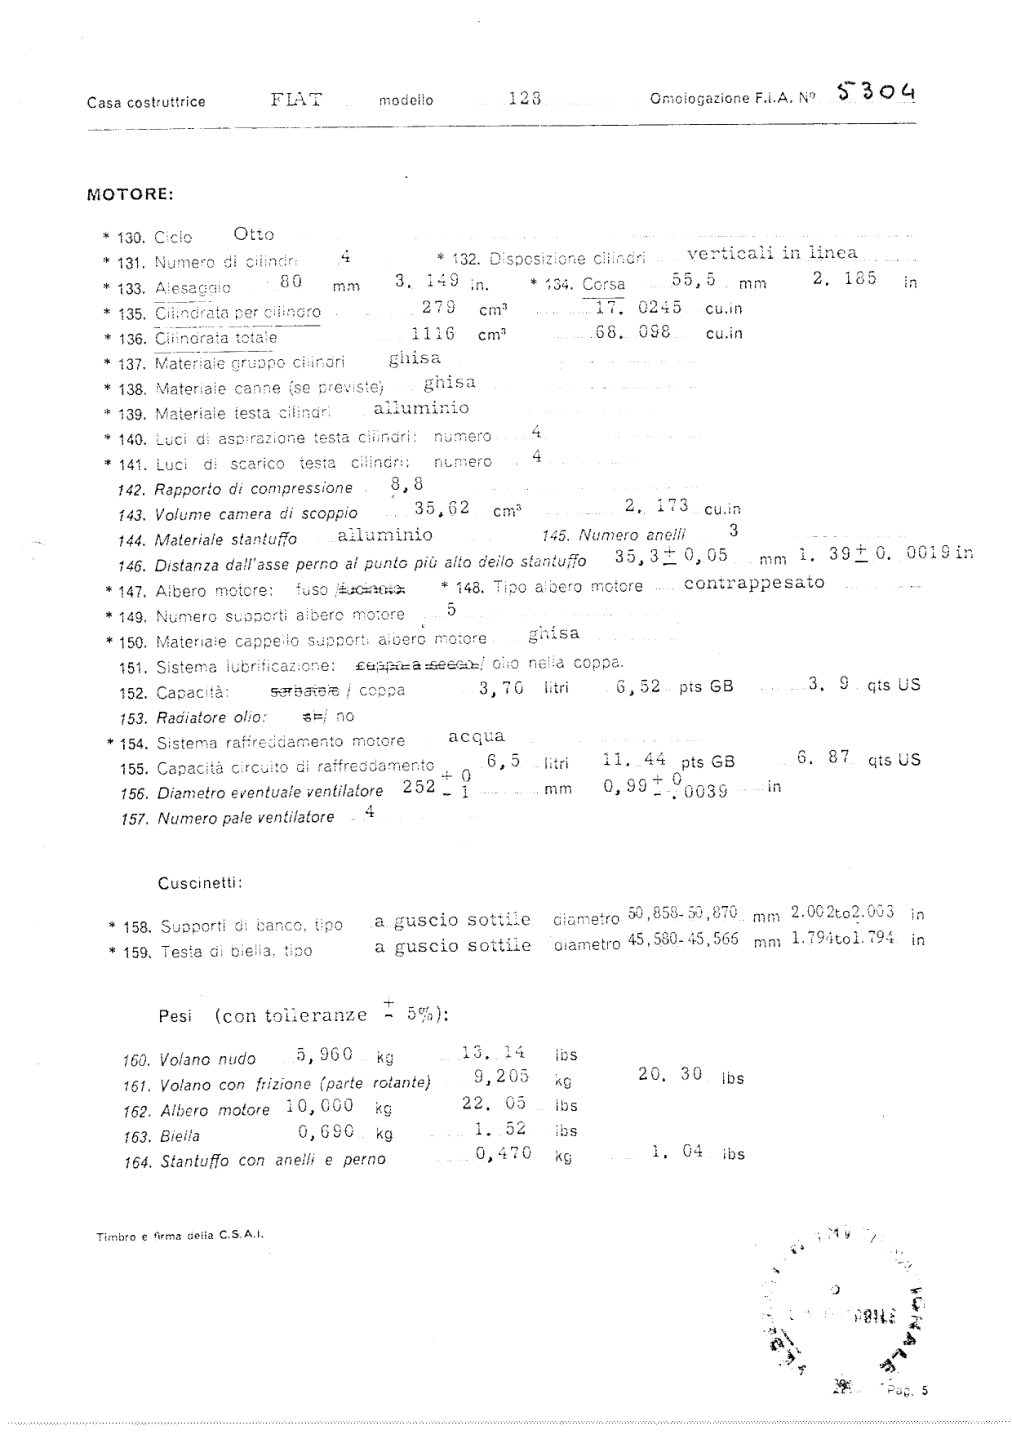 Casa costruttrice FIAT modello 128 Omologazione F.I.A. Nº 5304
MOTORE:
* 130. Ciclo Otto
* 131. Numero di cilindri 4 * 132. Disposizione cilindri verticali in linea
* 133. Alesaggio 80 mm 3. 149 in. * 134. Corsa 55,5 mm 2. 185 in
* 135. Cilindrata per cilindro 279 cm³ 17. 0245 cu.in
* 136. Cilindrata totale 1116 cm³ 68. 098 cu.in
* 137. Materiale gruppo cilindri ghisa
* 138. Materiale canne (se previste) ghisa
* 139. Materiale testa cilindri alluminio
* 140. Luci di aspirazione testa cilindri: numero 4
* 141. Luci di scarico testa cilindri: numero 4
142. Rapporto di compressione 8,8
143. Volume camera di scoppio 35,62 cm³ 2. 173 cu.in
144. Materiale stantuffo alluminio 145. Numero anelli 3
146. Distanza dall'asse perno al punto più alto dello stantuffo 35,3 ± 0,05 mm 1. 39 ± 0. 0019 in
* 147. Albero motore: fuso / * 148. Tipo albero motore contrappesato
* 149. Numero supporti albero motore 5
* 150. Materiale cappello supporti albero motore ghisa
151. Sistema lubrificazione: coppa a secco / olio nella coppa.
152. Capacità: serbatoio / coppa 3,70 litri 6,52 pts GB 3. 9 qts US
153. Radiatore olio: si / no
* 154. Sistema raffreddamento motore acqua
155. Capacità circuito di raffreddamento 6,5 litri 11. 44 pts GB 6. 87 qts US
156. Diametro eventuale ventilatore 252 + 0 - 1 mm 0,99 + 0 - .0039 in
157. Numero pale ventilatore 4
Cuscinetti:
* 158. Supporti di banco, tipo a guscio sottile diametro 50,858-50,870 mm 2.002to2.003 in
* 159. Testa di biella, tipo a guscio sottile diametro 45,580-45,566 mm 1.794to1.794 in
Pesi (con tolleranze ± 5%):
160. Volano nudo 5,960 kg 13. 14 lbs
161. Volano con frizione (parte rotante) 9,205 kg 20. 30 lbs
162. Albero motore 10,000 kg 22. 05 lbs
163. Biella 0,690 kg 1. 52 lbs
164. Stantuffo con anelli e perno 0,470 kg 1. 04 lbs
Timbro e firma della C.S.A.I.
Pag. 5